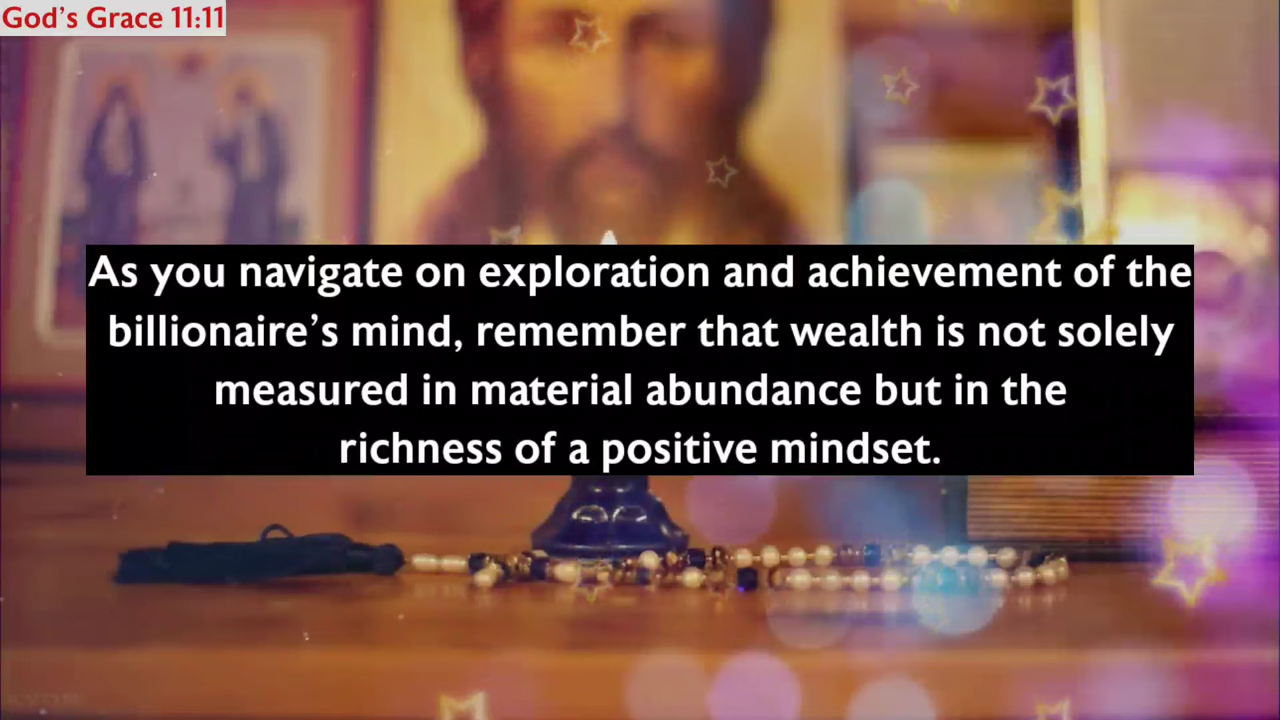 God’s Grace 11:11
As you navigate on exploration and achievement of the
billionaire’s mind, remember that wealth is not solely
measured in material abundance but in the
richness of a positive mindset.